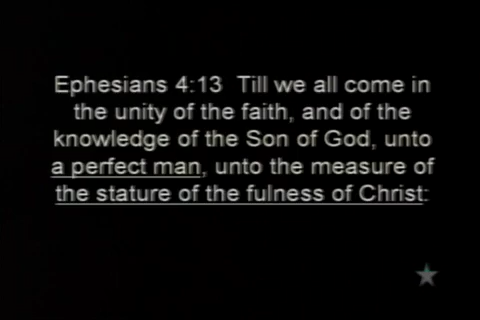 Ephesians 4:13 Till we all come in
the unity of the faith, and of the
knowledge of the Son of God, unto
a perfect man, unto the measure of
the stature of the fulness of Christ: